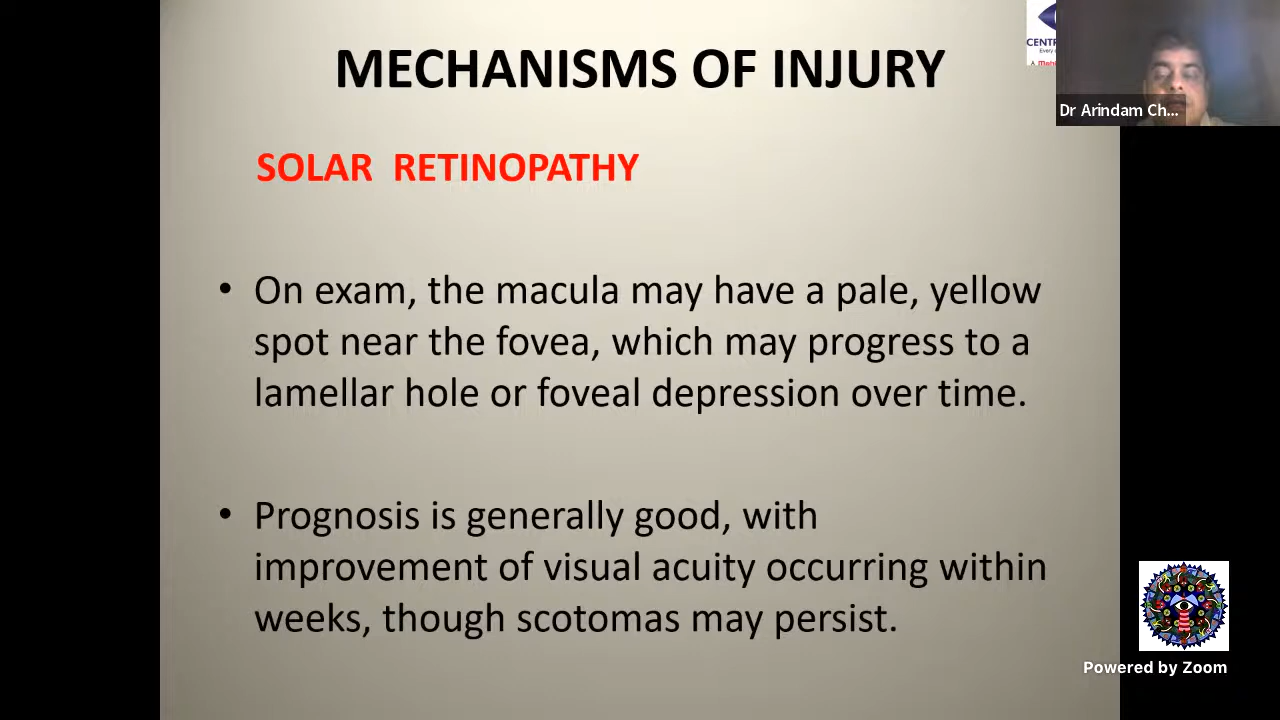 MECHANISMS OF INJURY
CENTR
Every
Dr Arindam Ch...
SOLAR RETINOPATHY
• On exam, the macula may have a pale, yellow
spot near the fovea, which may progress to a
lamellar hole or foveal depression over time.
• Prognosis is generally good, with
improvement of visual acuity occurring within
weeks, though scotomas may persist.
Powered by Zoom